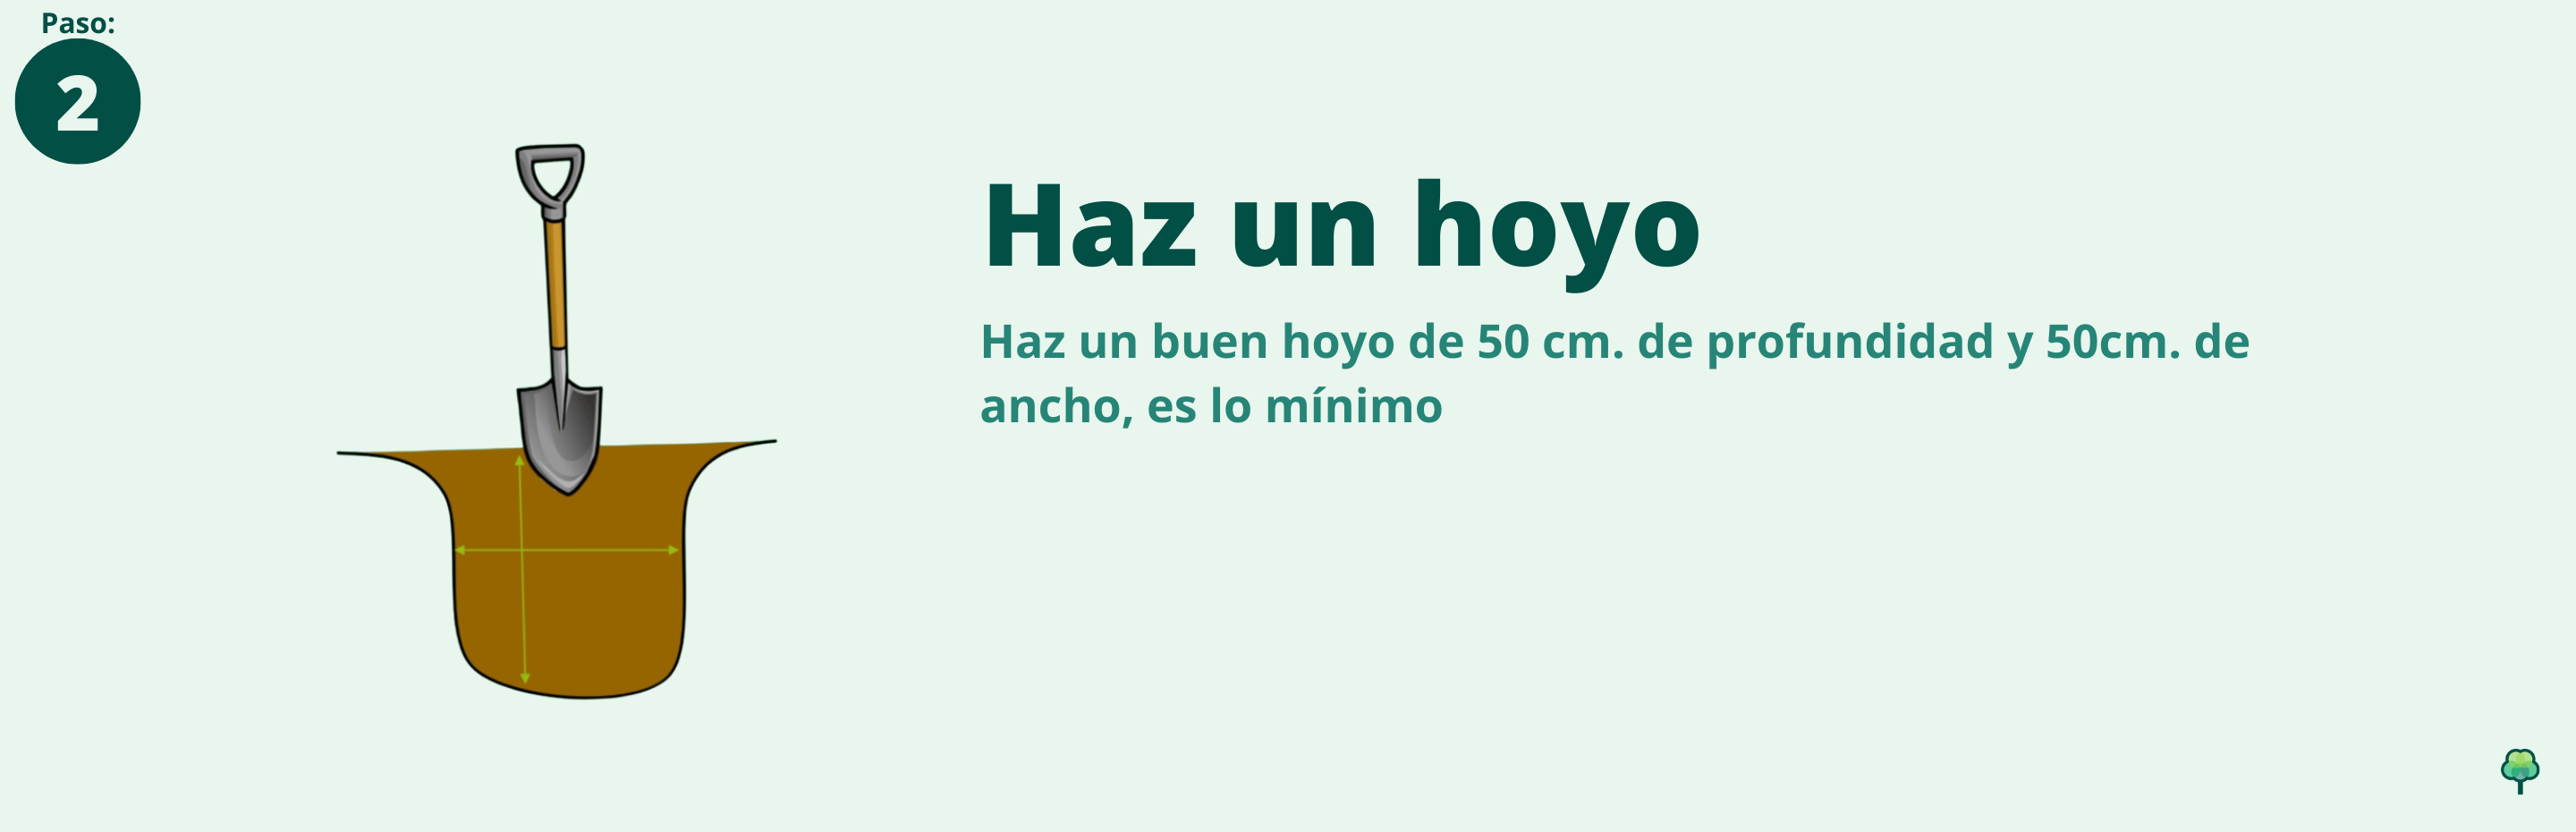 Paso:
2
Haz un hoyo
Haz un buen hoyo de 50 cm. de profundidad y 50cm. de
ancho, es lo mínimo